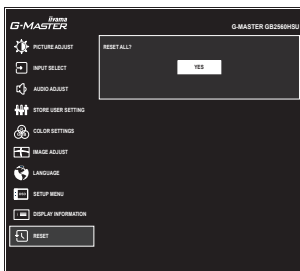 iiyama
G-MASTER
G-MASTER GB2560HSU
PICTURE ADJUST
RESET ALL?
YES
INPUT SELECT
AUDIO ADJUST
STORE USER SETTING
COLOR SETTINGS
IMAGE ADJUST
LANGUAGE
SETUP MENU
DISPLAY INFORMATION
RESET